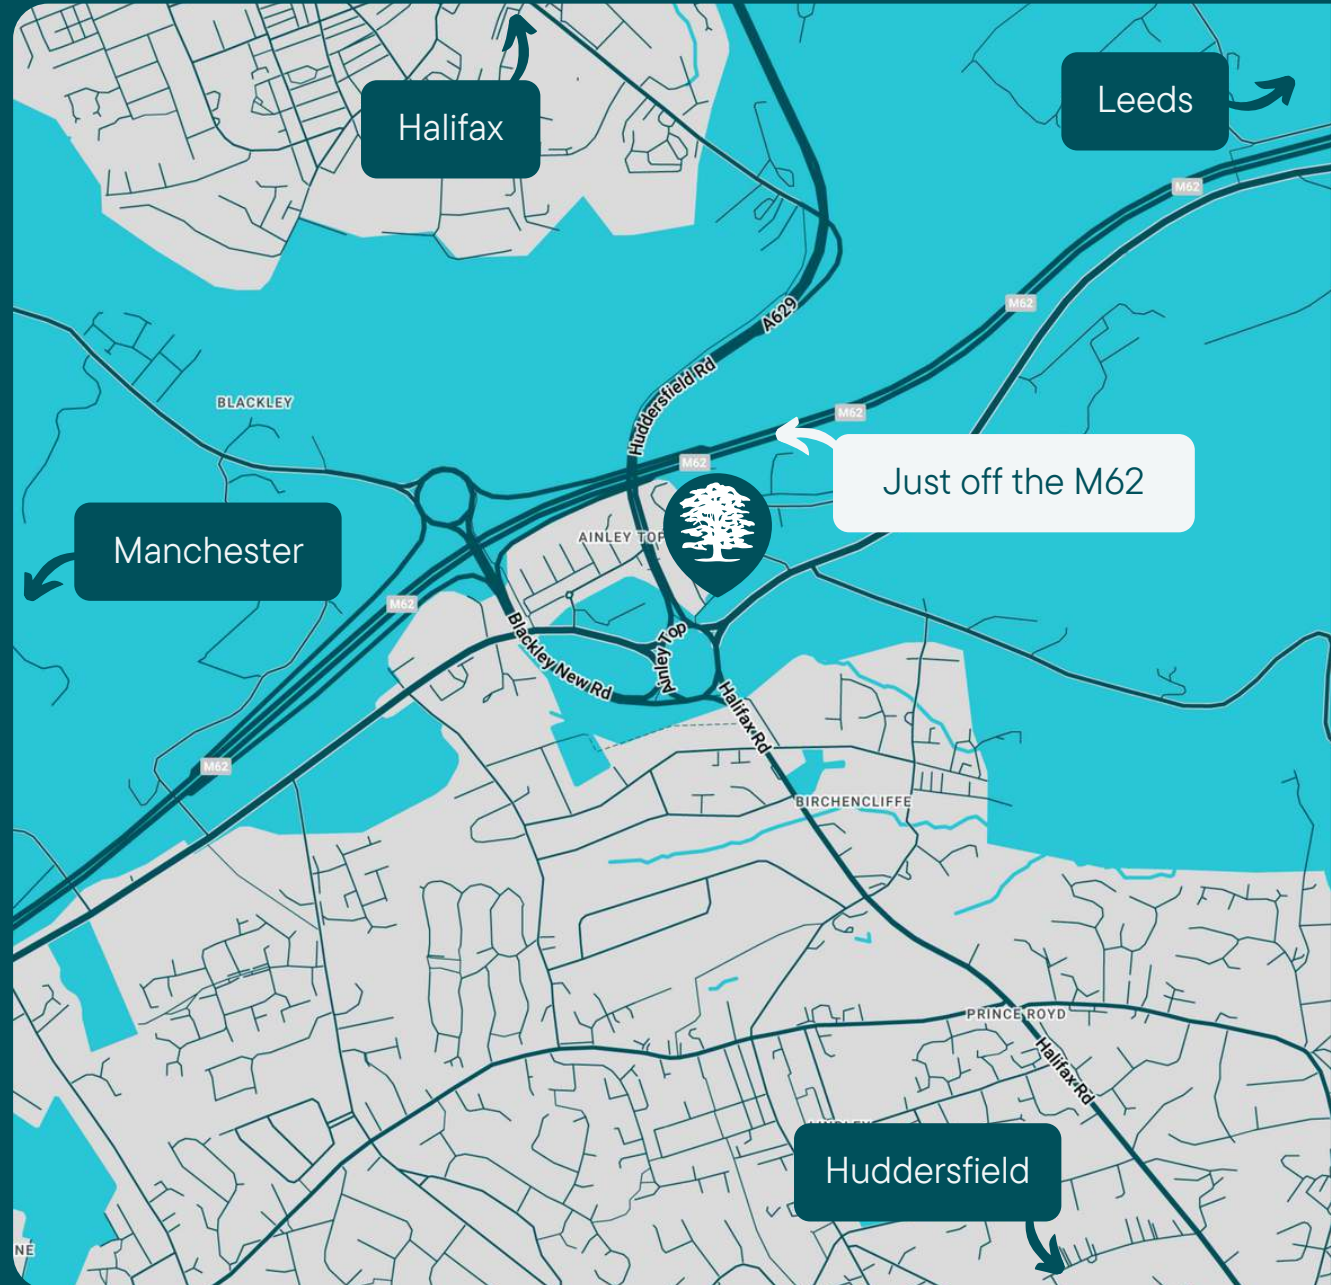 Halifax
Leeds
M62
M62
A629
Huddersfield Rd
BLACKLEY
M62
M62
Just off the M62
Manchester
AINLEY TOP
M62
Blackley New Rd
Ainley Top
Halifax Rd
M62
BIRCHENCLIFFE
PRINCE ROYD
Halifax Rd
Huddersfield
NE